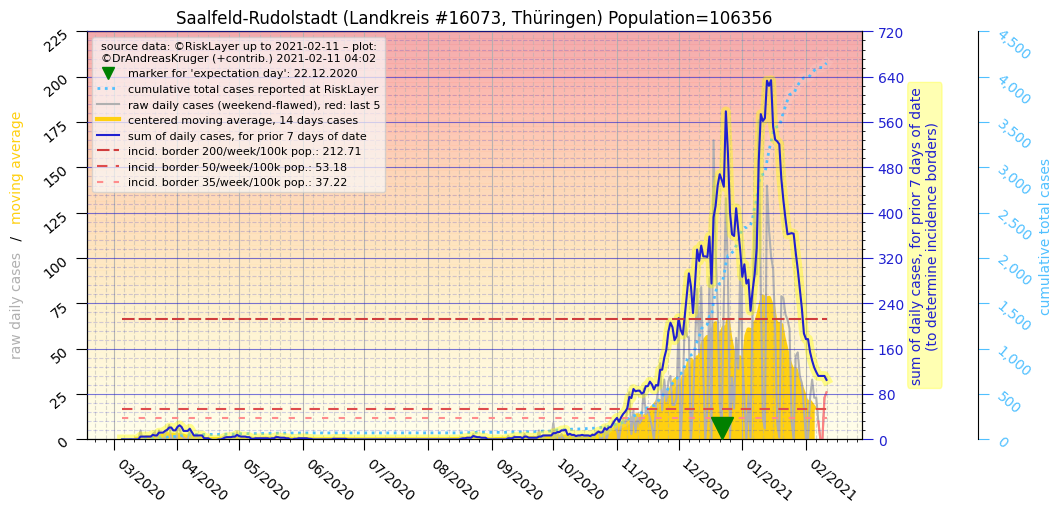 Saalfeld-Rudolstadt (Landkreis #16073, Thüringen) Population=106356
source data: ©RiskLayer up to 2021-02-11 – plot:
©DrAndreasKruger (+contrib.) 2021-02-11 04:02
marker for 'expectation day': 22.12.2020
cumulative total cases reported at RiskLayer
raw daily cases (weekend-flawed), red: last 5
centered moving average, 14 days cases
sum of daily cases, for prior 7 days of date
incid. border 200/week/100k pop.: 212.71
incid. border 50/week/100k pop.: 53.18
incid. border 35/week/100k pop.: 37.22
raw daily cases / moving average
225
200
175
150
125
100
75
50
25
0
03/2020
04/2020
05/2020
06/2020
07/2020
08/2020
09/2020
10/2020
11/2020
12/2020
01/2021
02/2021
720
640
560
480
400
320
240
160
80
0
sum of daily cases, for prior 7 days of date
(to determine incidence borders)
4,500
4,000
3,500
3,000
2,500
2,000
1,500
1,000
500
0
cumulative total cases